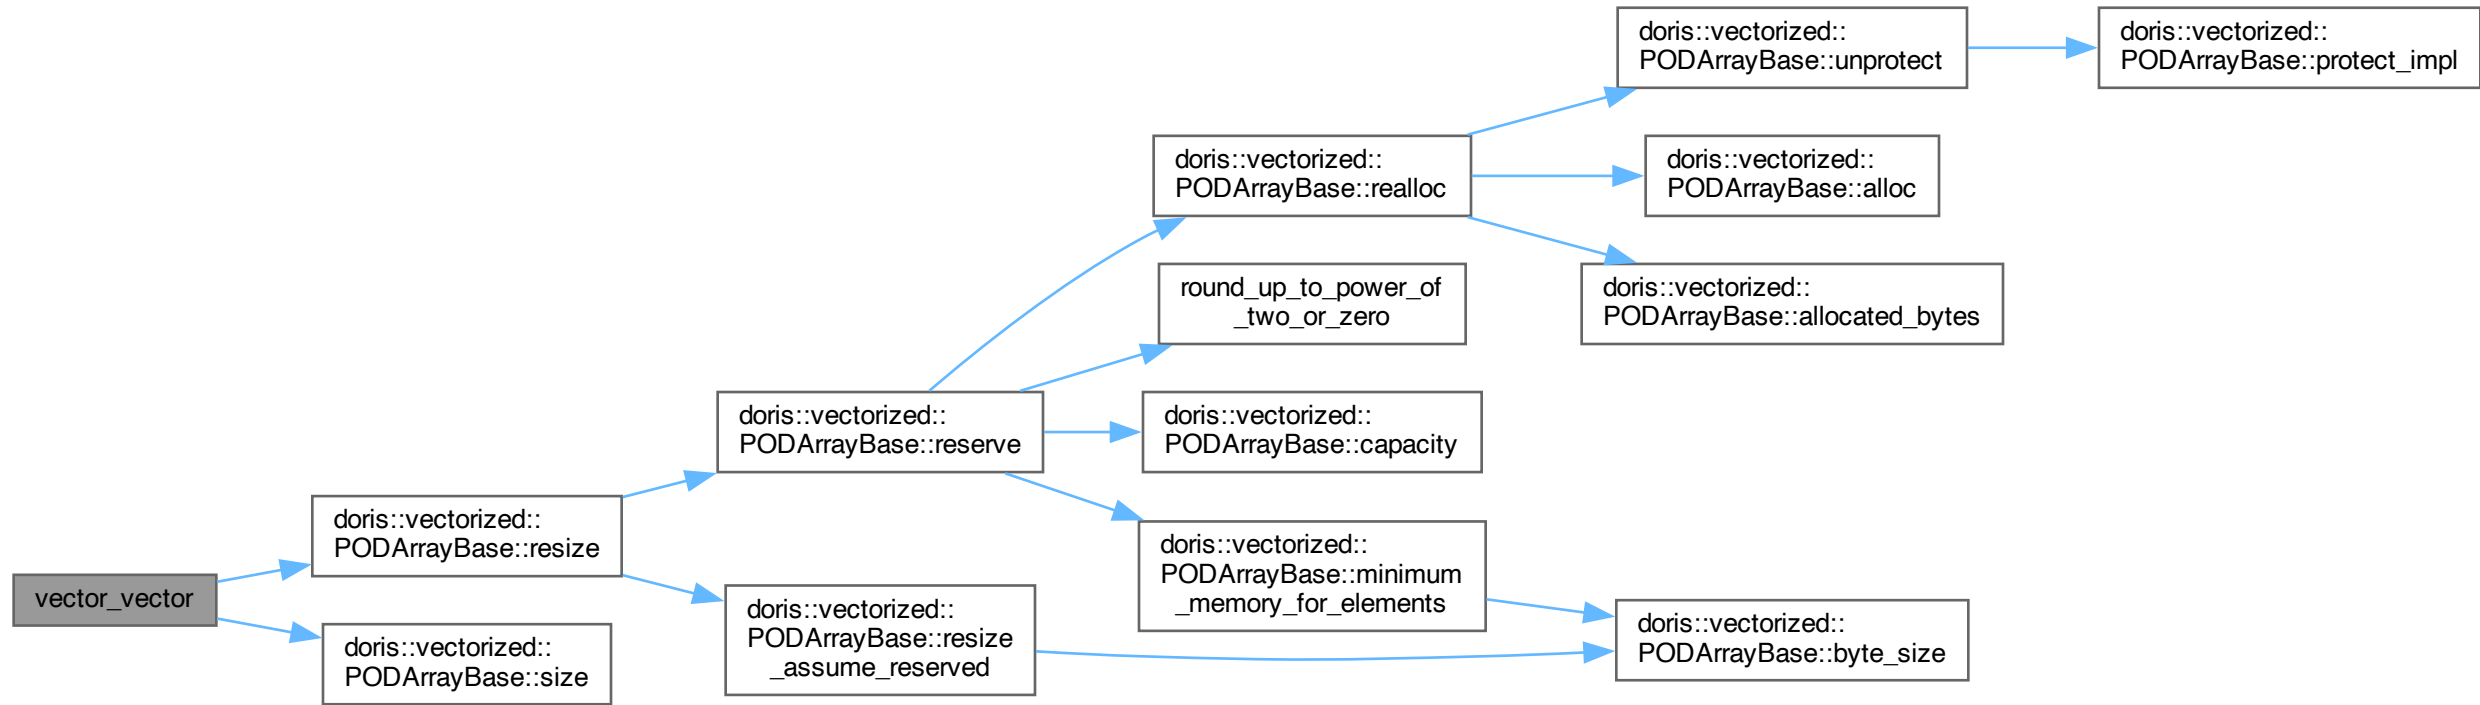 doris::vectorized::
PODArrayBase::unprotect
doris::vectorized::
PODArrayBase::protect_impl
doris::vectorized::
PODArrayBase::realloc
doris::vectorized::
PODArrayBase::alloc
round_up_to_power_of
_two_or_zero
doris::vectorized::
PODArrayBase::allocated_bytes
doris::vectorized::
PODArrayBase::reserve
doris::vectorized::
PODArrayBase::capacity
doris::vectorized::
PODArrayBase::resize
doris::vectorized::
PODArrayBase::minimum
_memory_for_elements
vector_vector
doris::vectorized::
PODArrayBase::resize
_assume_reserved
doris::vectorized::
PODArrayBase::byte_size
doris::vectorized::
PODArrayBase::size